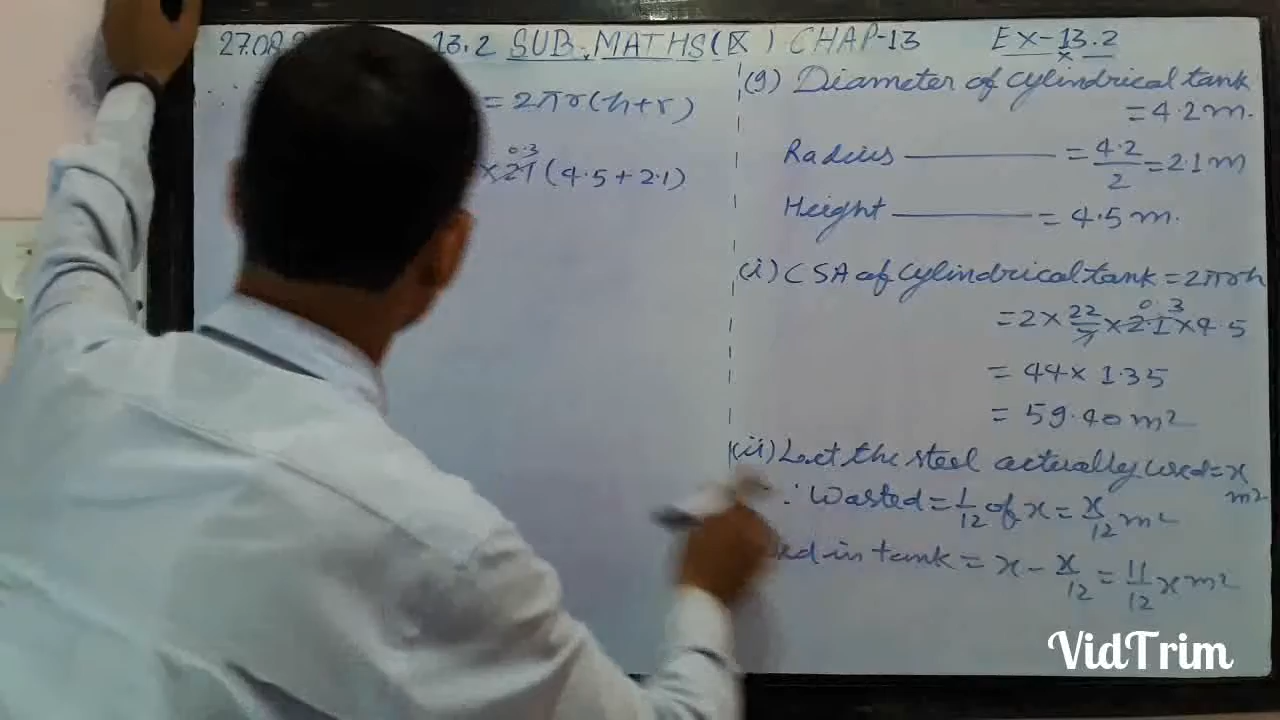 27.08. 13.2 SUB:- MATHS (IX) CHAP-13 EX-13.2
= 2πr(h+r)
0.3
×2.1 (4.5+2.1)
(9) Diameter of cylindrical tank
= 4.2 m.
Radius — = 4.2/2 = 2.1 m
Height — = 4.5 m.
(i) CSA of cylindrical tank = 2πrh
0.3
= 2 × 22/7 × 2.1 × 4.5
= 44 × 1.35
= 59.40 m²
(ii) Let the steel actually used = x
m²
∴ Wasted = 1/12 of x = x/12 m²
in tank = x - x/12 = 11/12 x m²
VidTrim